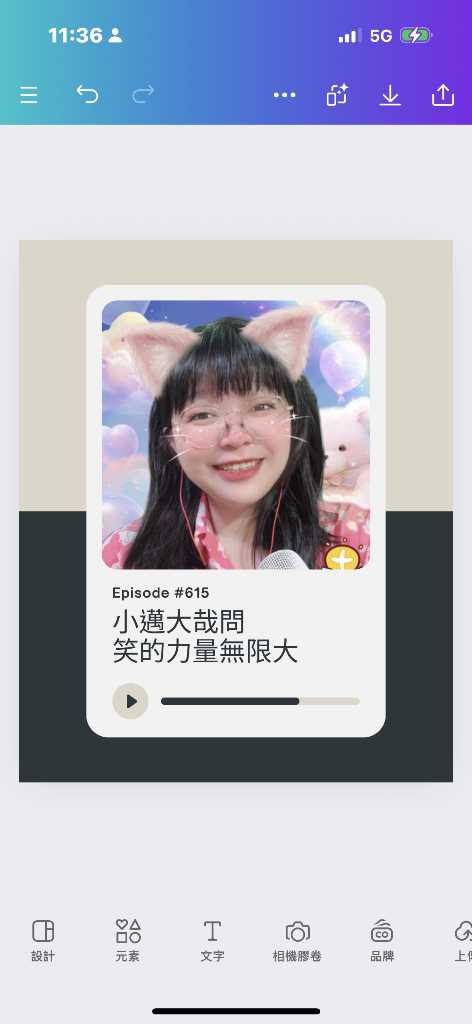 11:36
5G
Episode #615
小邁大哉問
笑的力量無限大
設計
元素
文字
相機膠卷
品牌